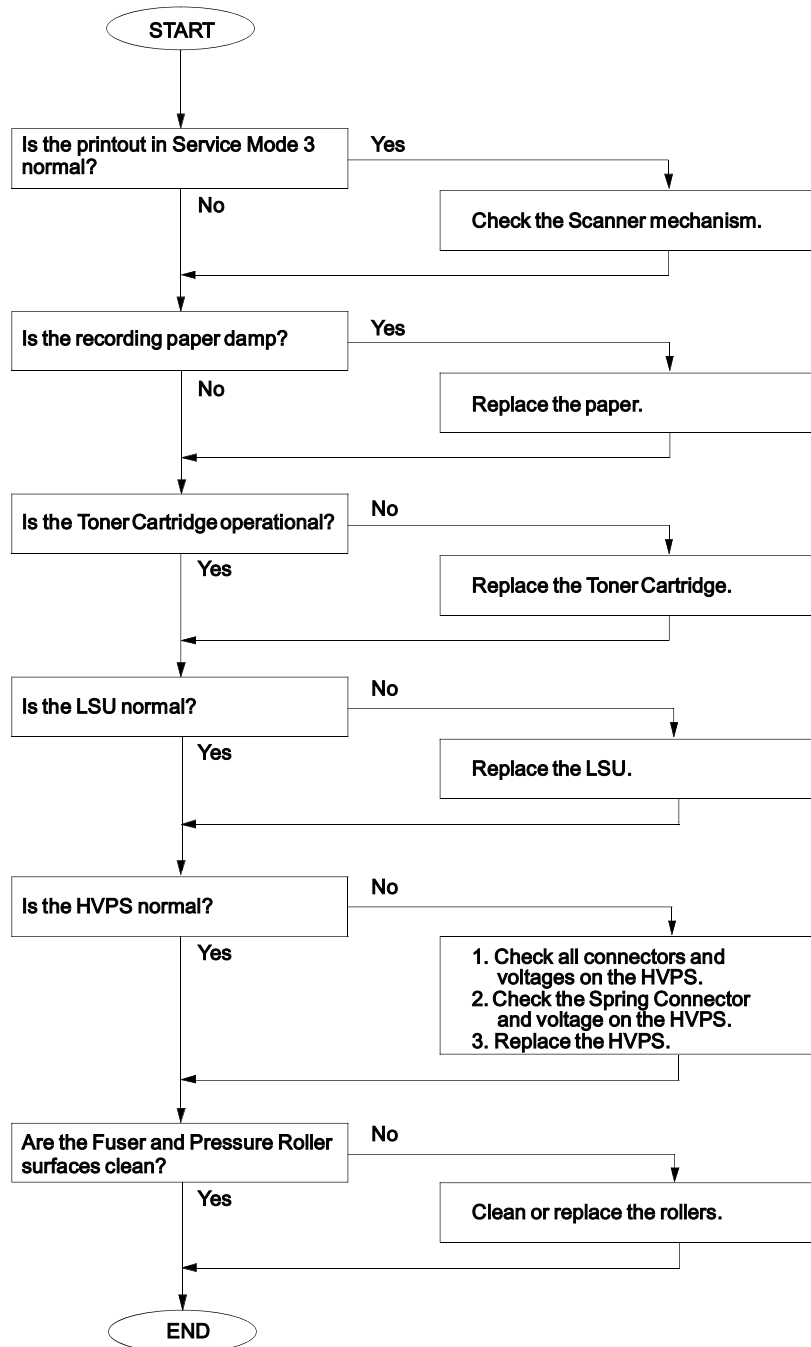 START
Is the printout in Service Mode 3
normal?
Yes
No
Check the Scanner mechanism.
Is the recording paper damp?
Yes
No
Replace the paper.
Is the Toner Cartridge operational?
No
Yes
Replace the Toner Cartridge.
Is the LSU normal?
No
Yes
Replace the LSU.
Is the HVPS normal?
No
Yes
1. Check all connectors and
voltages on the HVPS.
2. Check the Spring Connector
and voltage on the HVPS.
3. Replace the HVPS.
Are the Fuser and Pressure Roller
surfaces clean?
No
Yes
Clean or replace the rollers.
END